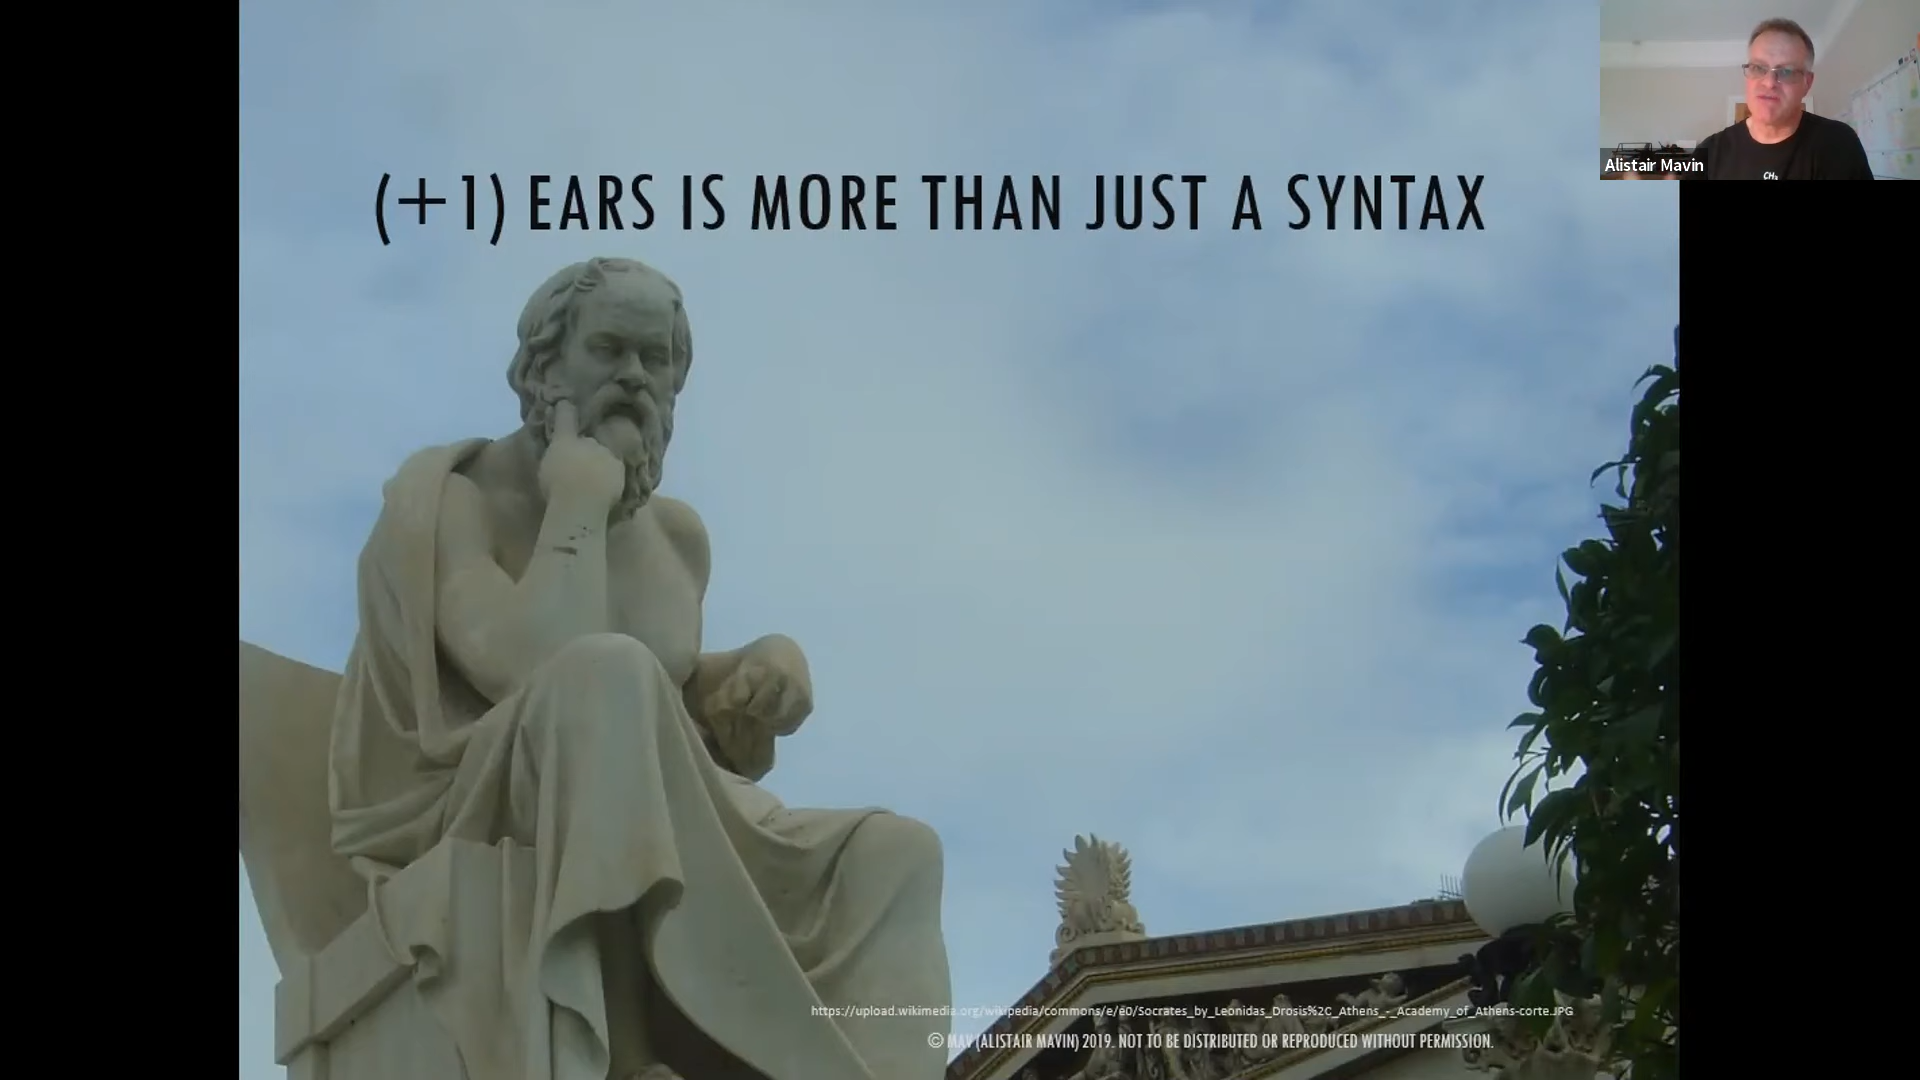 (+1) EARS IS MORE THAN JUST A SYNTAX
Alistair Mavin
CH₃
https://upload.wikimedia.org/wikipedia/commons/e/e0/Socrates_by_Leonidas_Drosis%2C_Athens_-_Academy_of_Athens-corte.JPG
© MAV (ALISTAIR MAVIN) 2019. NOT TO BE DISTRIBUTED OR REPRODUCED WITHOUT PERMISSION.